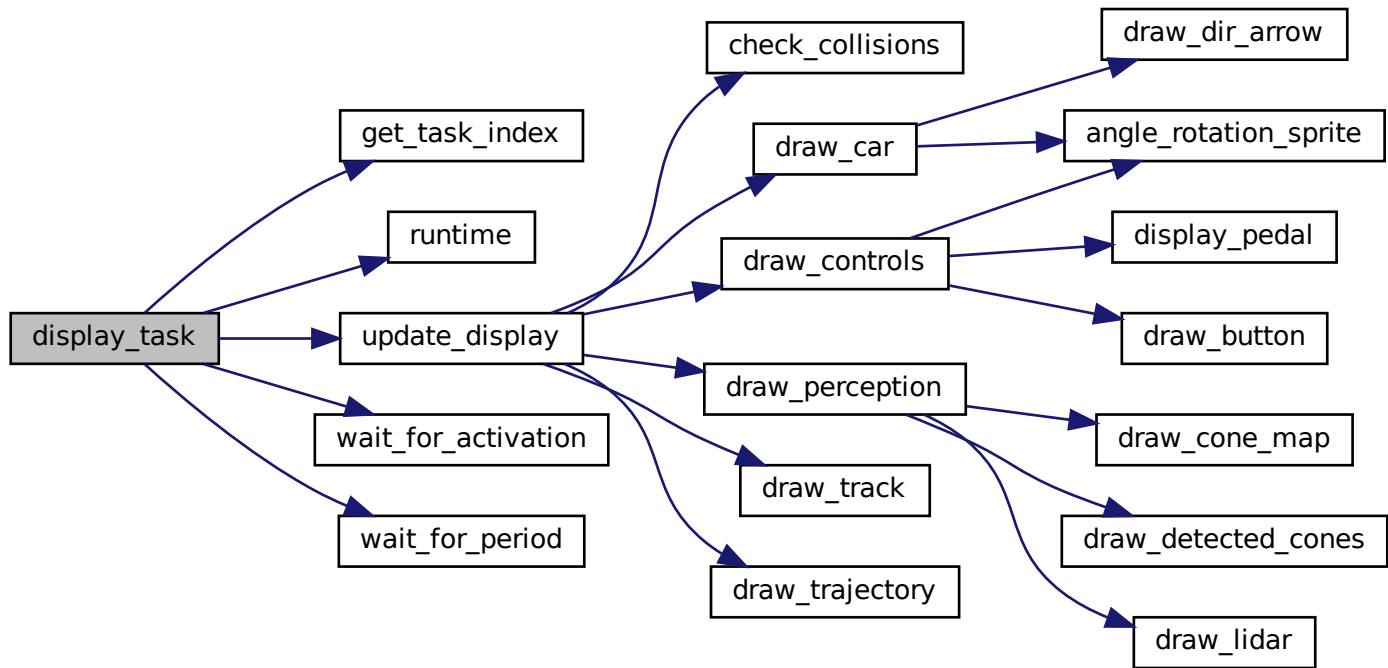 display_task
get_task_index
runtime
update_display
wait_for_activation
wait_for_period
check_collisions
draw_car
draw_controls
draw_perception
draw_track
draw_trajectory
draw_dir_arrow
angle_rotation_sprite
display_pedal
draw_button
draw_cone_map
draw_detected_cones
draw_lidar